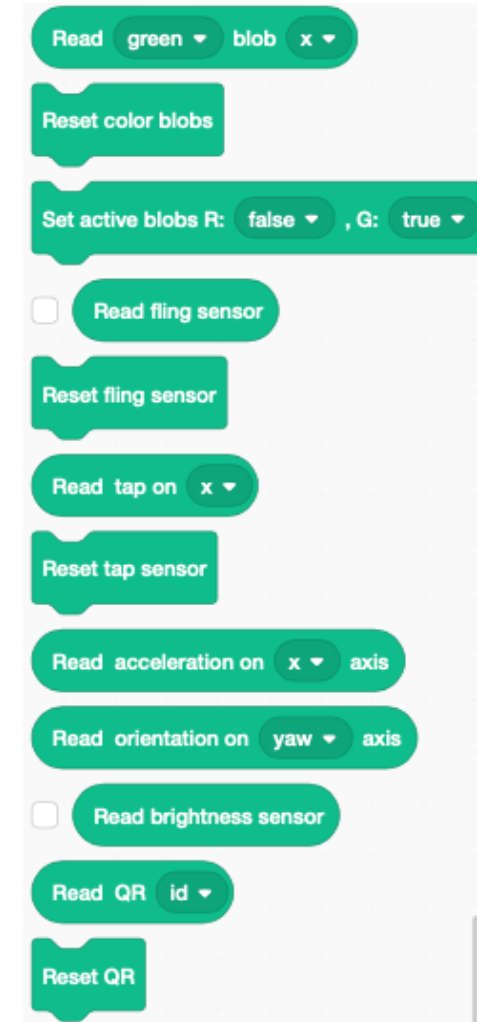 Read green blob x
Reset color blobs
Set active blobs R: false , G: true
Read fling sensor
Reset fling sensor
Read tap on x
Reset tap sensor
Read acceleration on x axis
Read orientation on yaw axis
Read brightness sensor
Read QR id
Reset QR